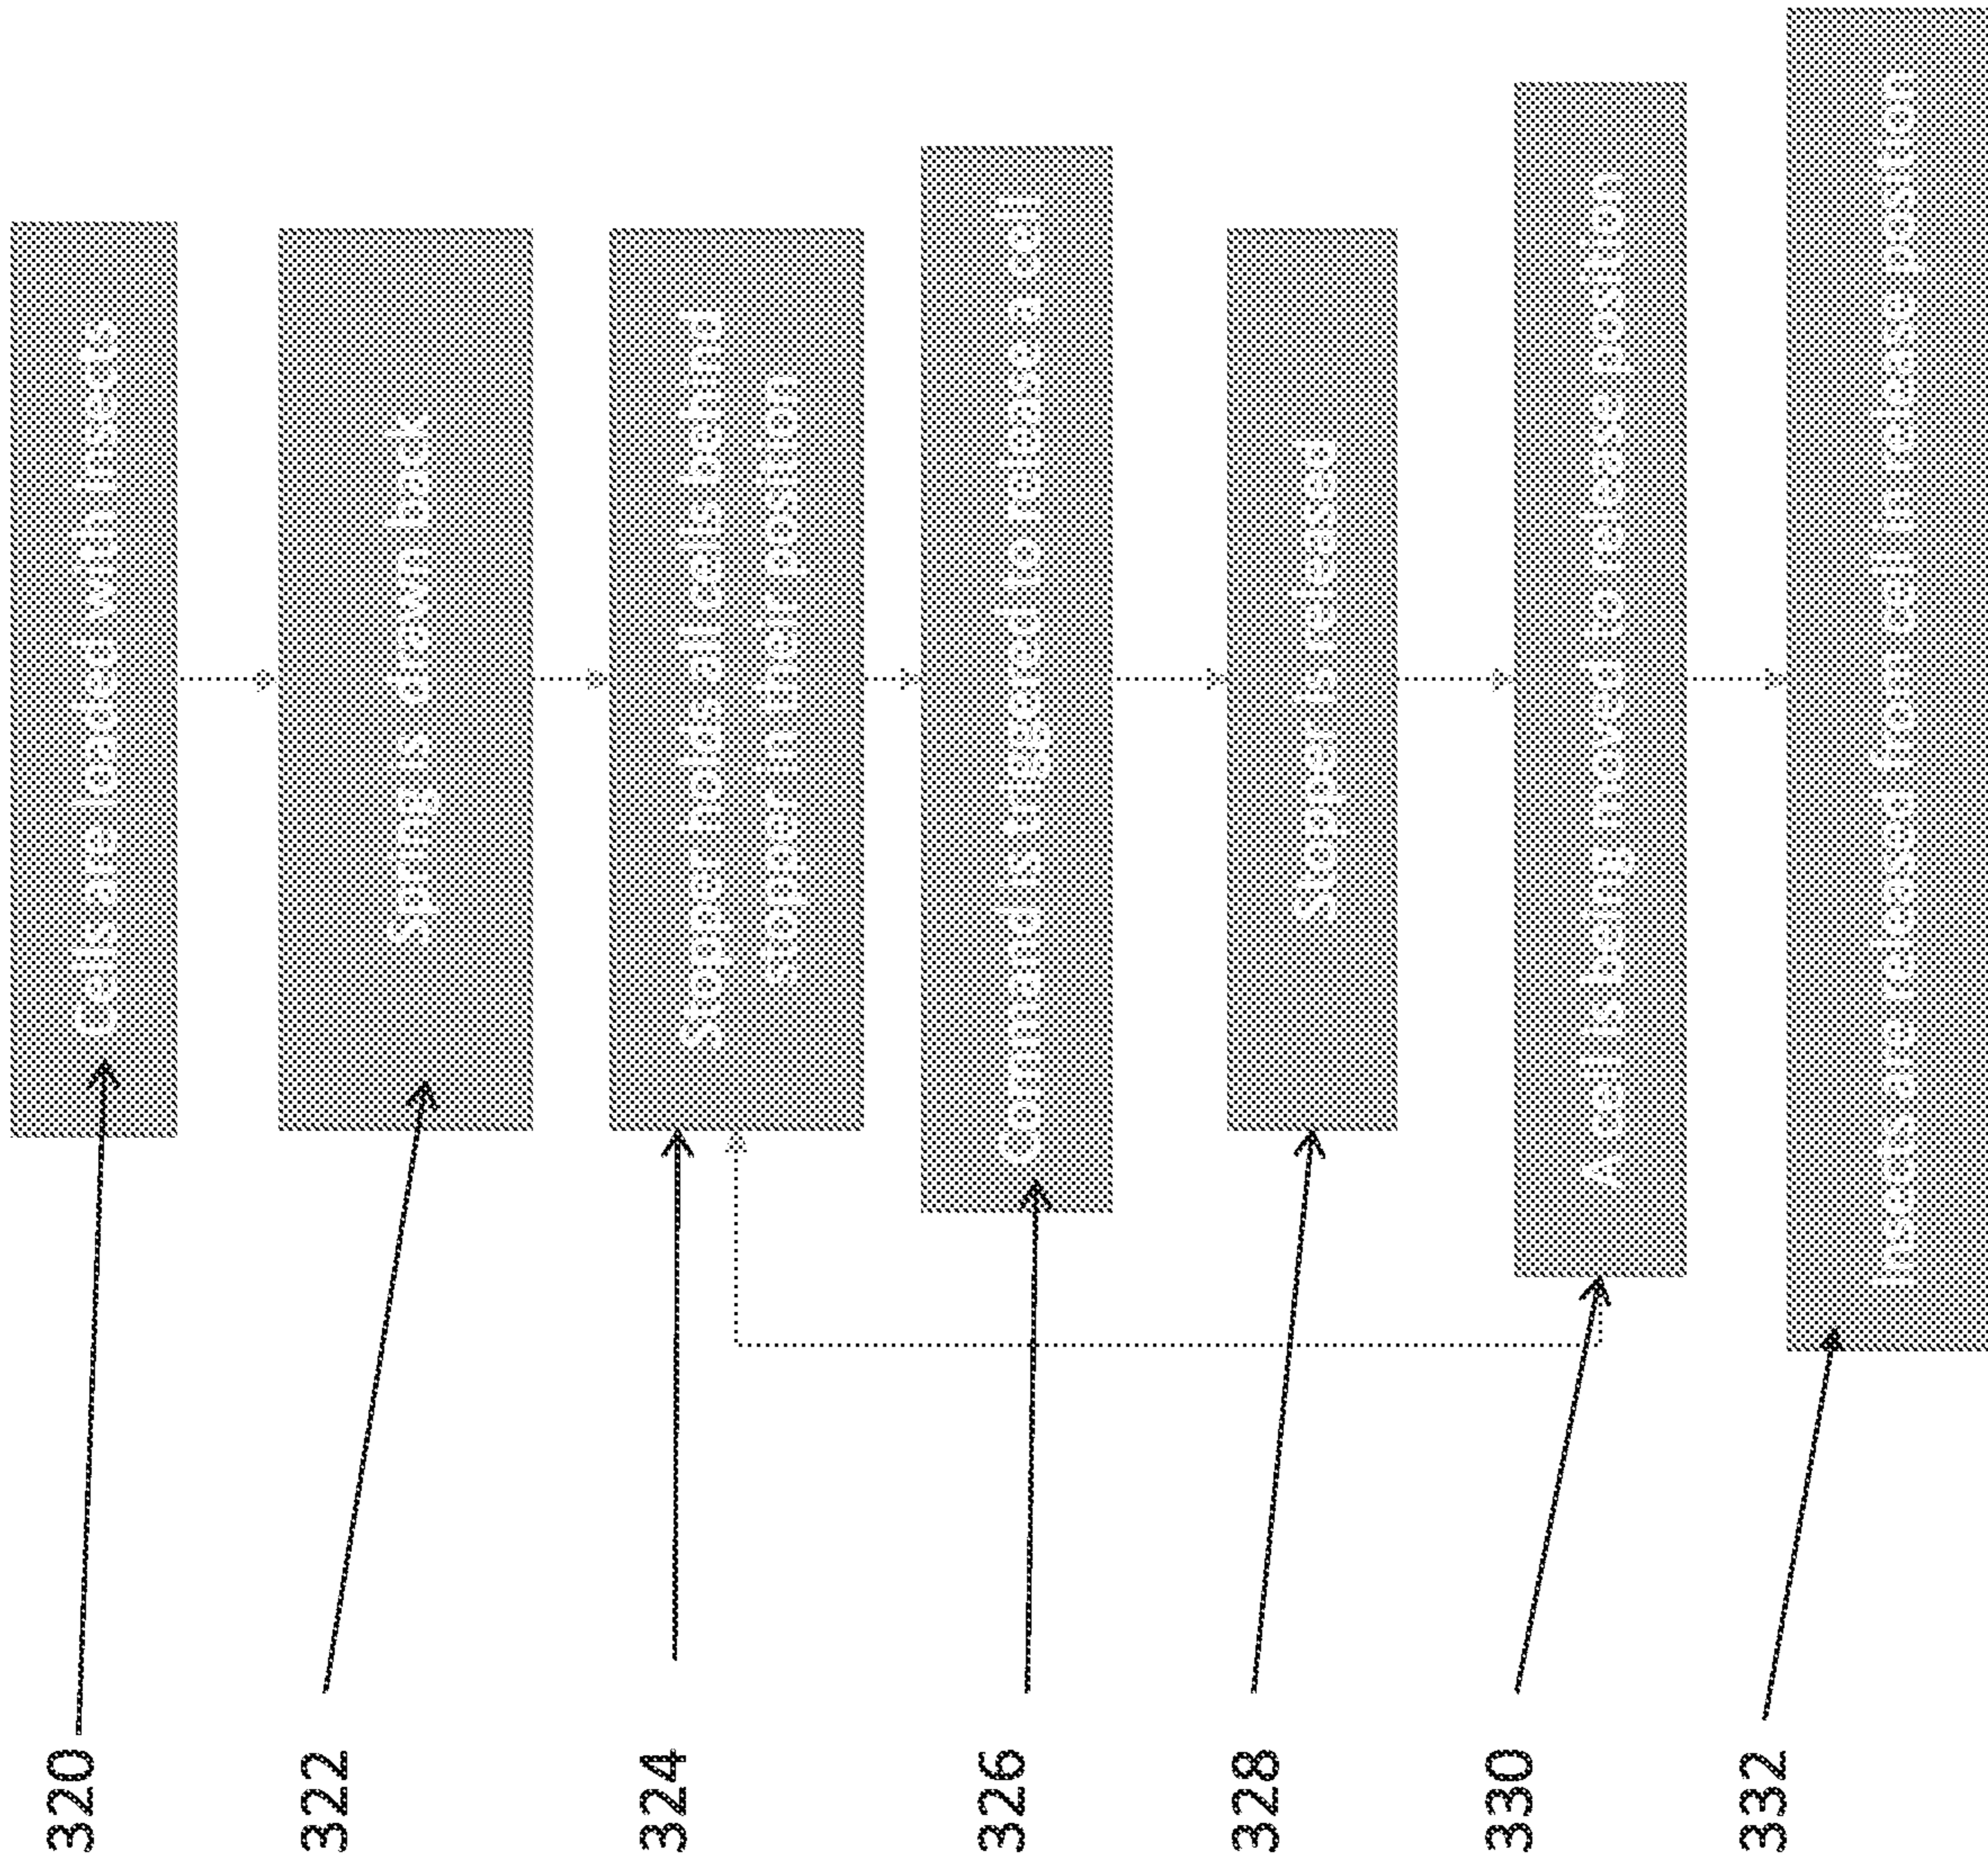 320
Cells are loaded with insects
322
Spring is drawn back
324
Stopper holds all cells behind
stopper in their position
326
Command is triggered to release a cell
328
Stopper is released
330
A cell is being moved to release position
332
Insects are released from cell in release position